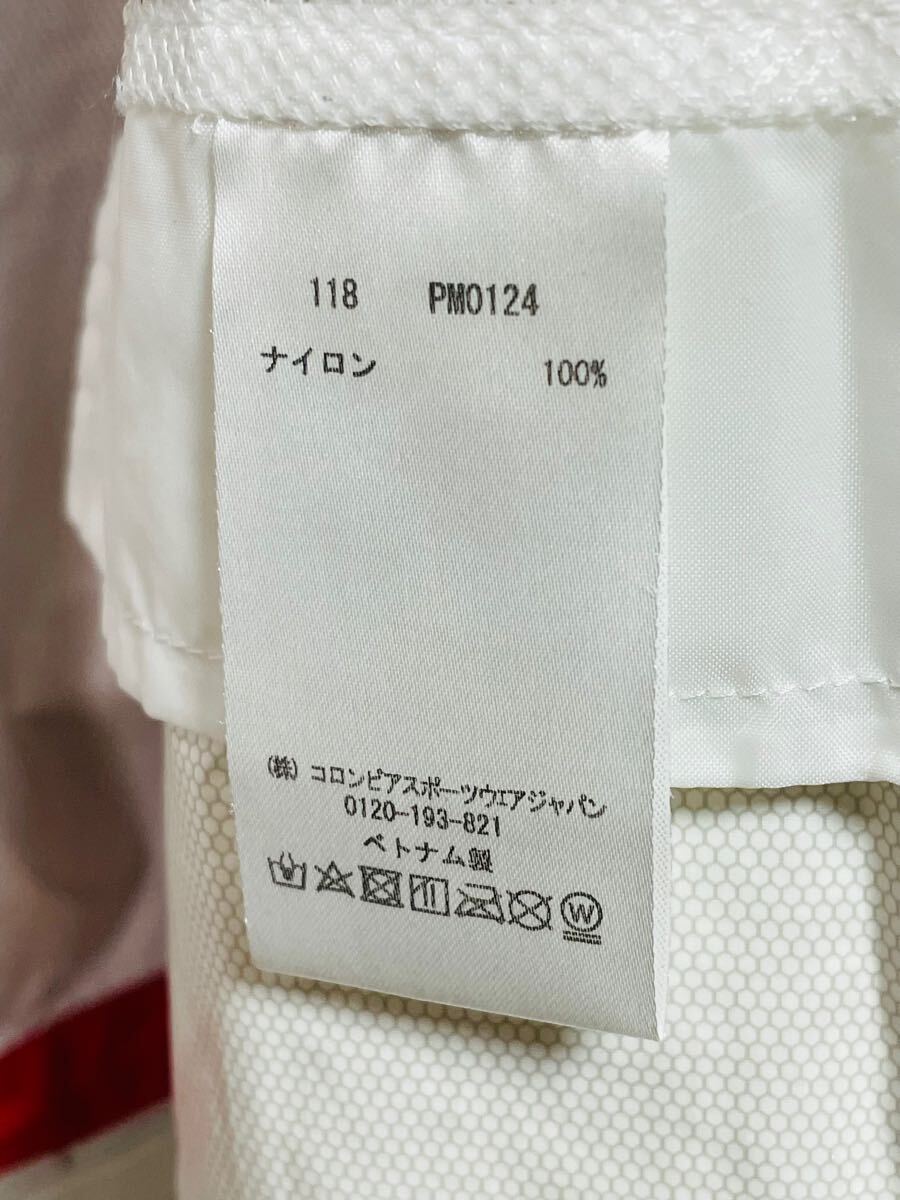 118 PM0124
ナイロン 100%
(株) コロンビアスポーツウエアジャパン
0120-193-821
ベトナム製
W